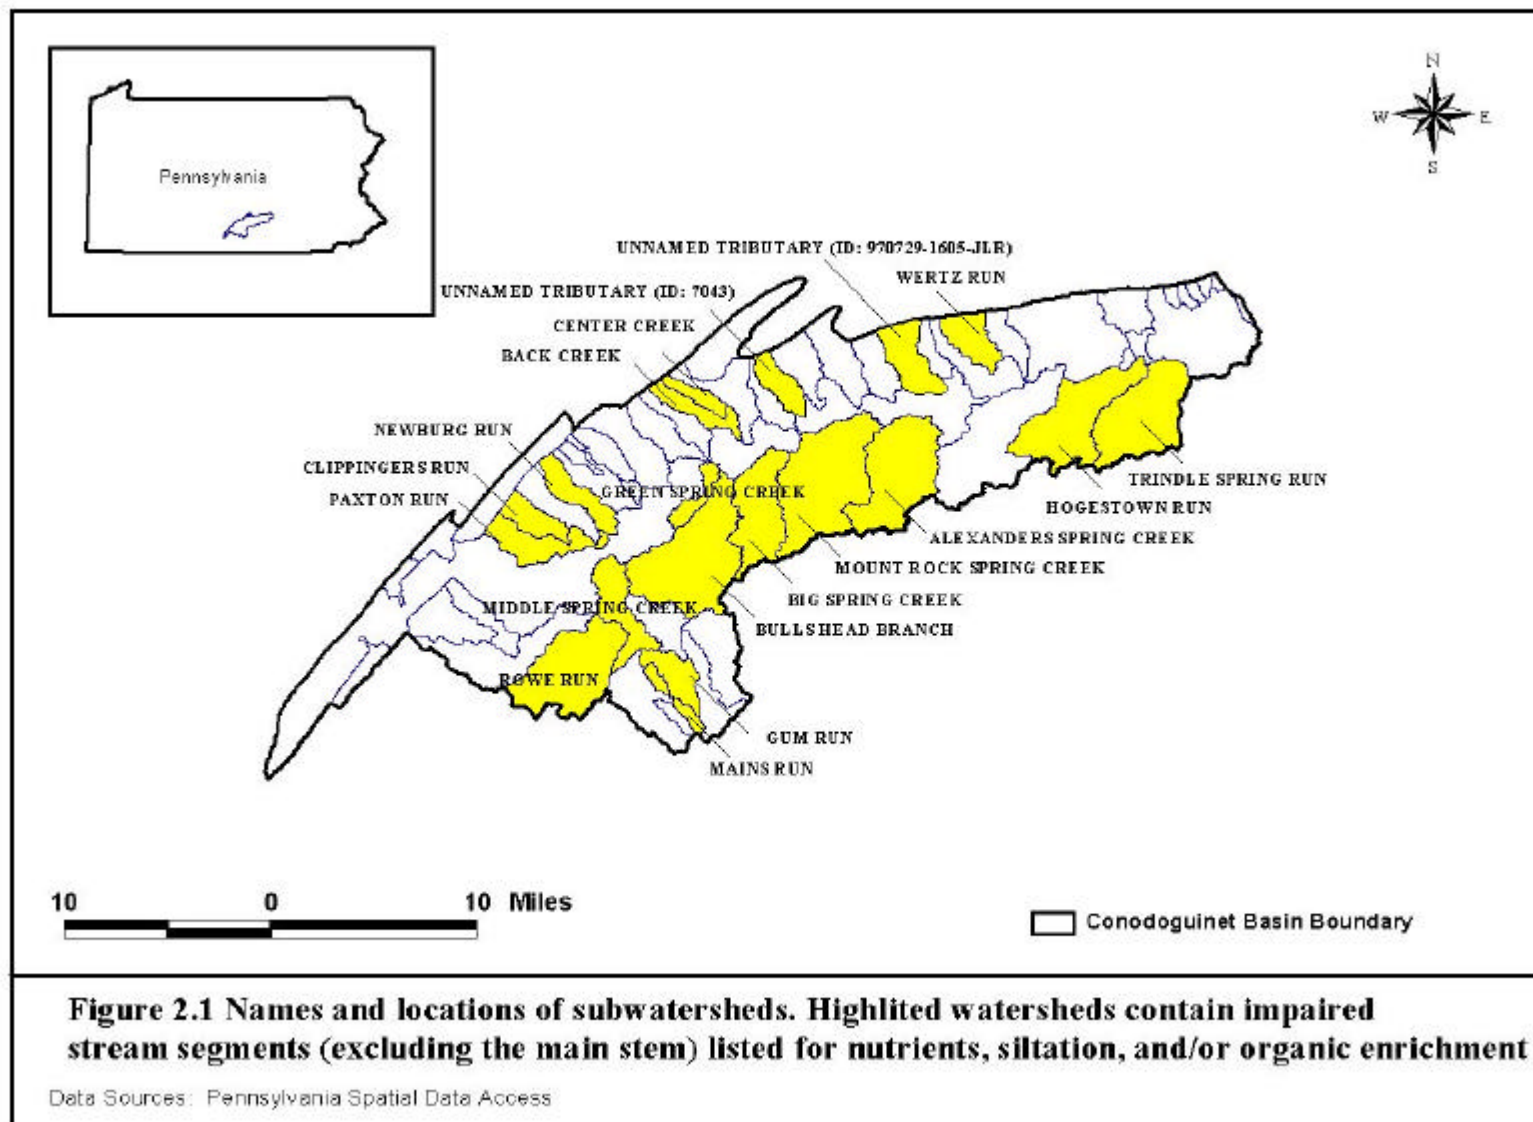 N
W
E
S
Pennsylvania
UNNAMED TRIBUTARY (ID: 970729-1605-JLR)
WERTZ RUN
UNNAMED TRIBUTARY (ID: 7043)
CENTER CREEK
BACK CREEK
NEWBURG RUN
CLIPPINGERS RUN
PAXTON RUN
GREEN SPRING CREEK
TRINDLE SPRING RUN
HOGESTOWN RUN
ALEXANDERS SPRING CREEK
MOUNT ROCK SPRING CREEK
BIG SPRING CREEK
MIDDLE SPRING CREEK
BULLSHEAD BRANCH
ROWE RUN
GUM RUN
MAINS RUN
10 0 10 Miles
Conodoguinet Basin Boundary
Figure 2.1 Names and locations of subwatersheds. Highlited watersheds contain impaired
stream segments (excluding the main stem) listed for nutrients, siltation, and/or organic enrichment
Data Sources: Pennsylvania Spatial Data Access